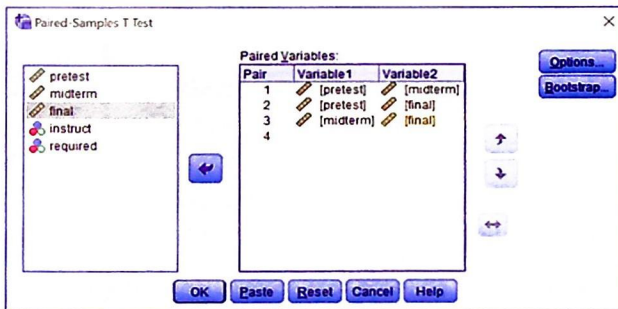 Paired-Samples T Test
pretest
midterm
final
instruct
required
Paired Variables:
Pair Variable1 Variable2
1 [pretest] [midterm]
2 [pretest] [final]
3 [midterm] [final]
4
Options...
Bootstrap...
OK Paste Reset Cancel Help